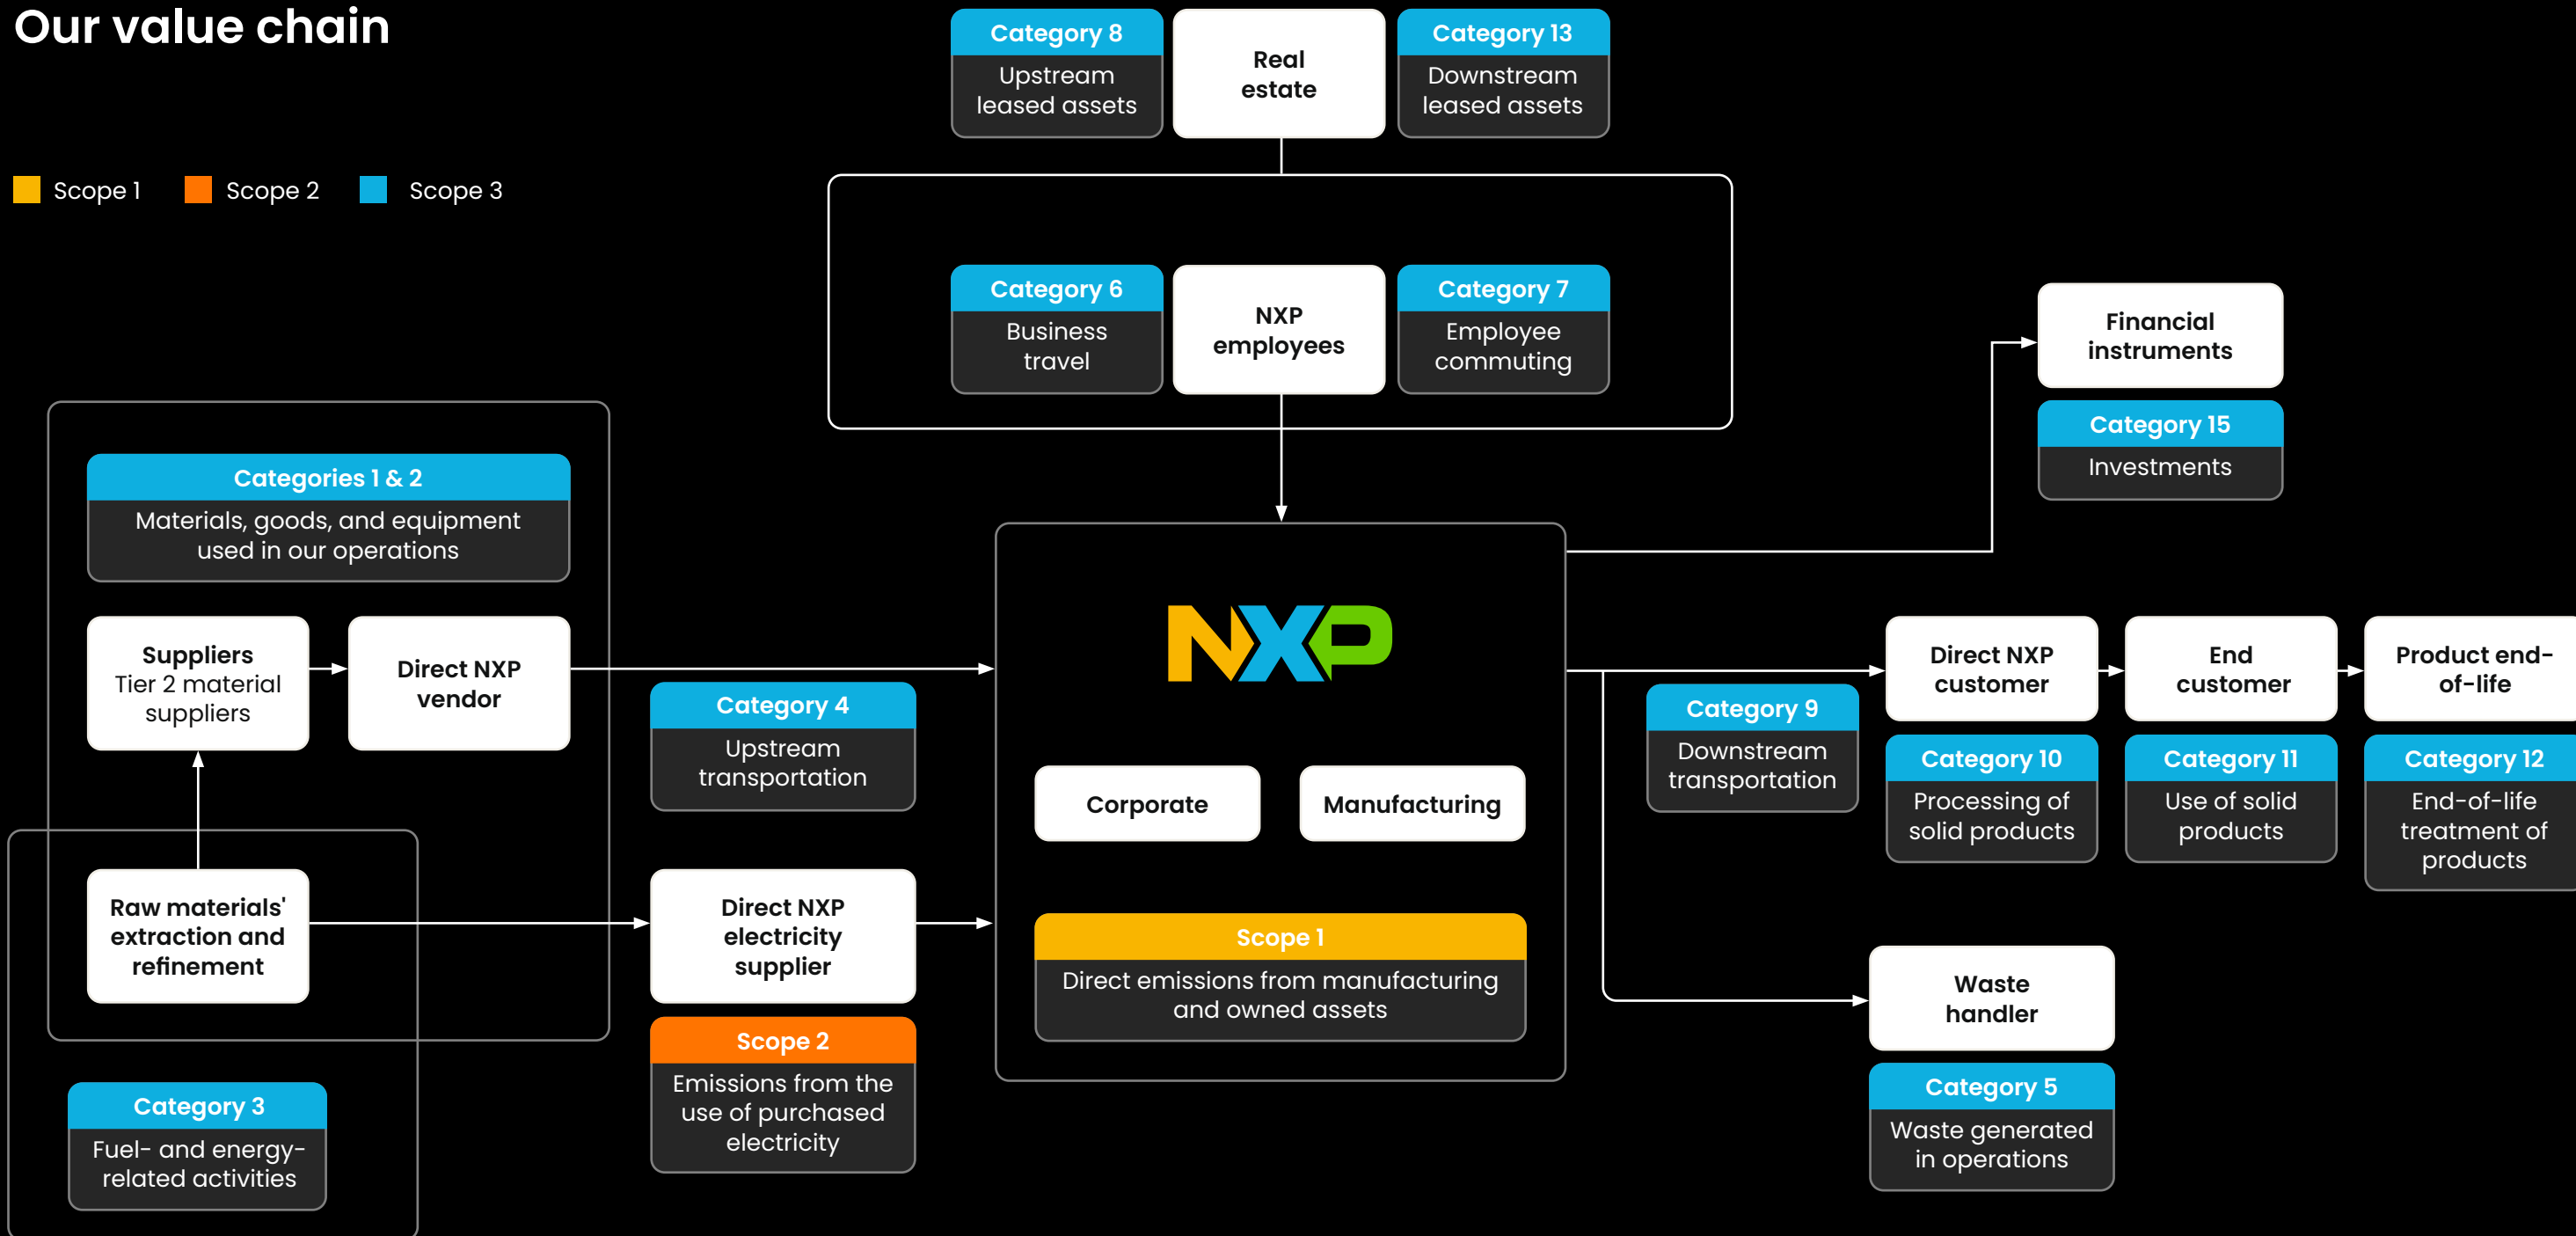 Our value chain
Scope 1
Scope 2
Scope 3
Category 8
Upstream
leased assets
Real
estate
Category 13
Downstream
leased assets
Category 6
Business
travel
NXP
employees
Category 7
Employee
commuting
Financial
instruments
Category 15
Investments
Categories 1 & 2
Materials, goods, and equipment
used in our operations
Suppliers
Tier 2 material
suppliers
Direct NXP
vendor
Category 4
Upstream
transportation
NXP
Corporate
Manufacturing
Scope 1
Direct emissions from manufacturing
and owned assets
Category 9
Downstream
transportation
Direct NXP
customer
Category 10
Processing of
solid products
End
customer
Category 11
Use of solid
products
Product end-
of-life
Category 12
End-of-life
treatment of
products
Raw materials'
extraction and
refinement
Direct NXP
electricity
supplier
Scope 2
Emissions from the
use of purchased
electricity
Category 3
Fuel- and energy-
related activities
Waste
handler
Category 5
Waste generated
in operations